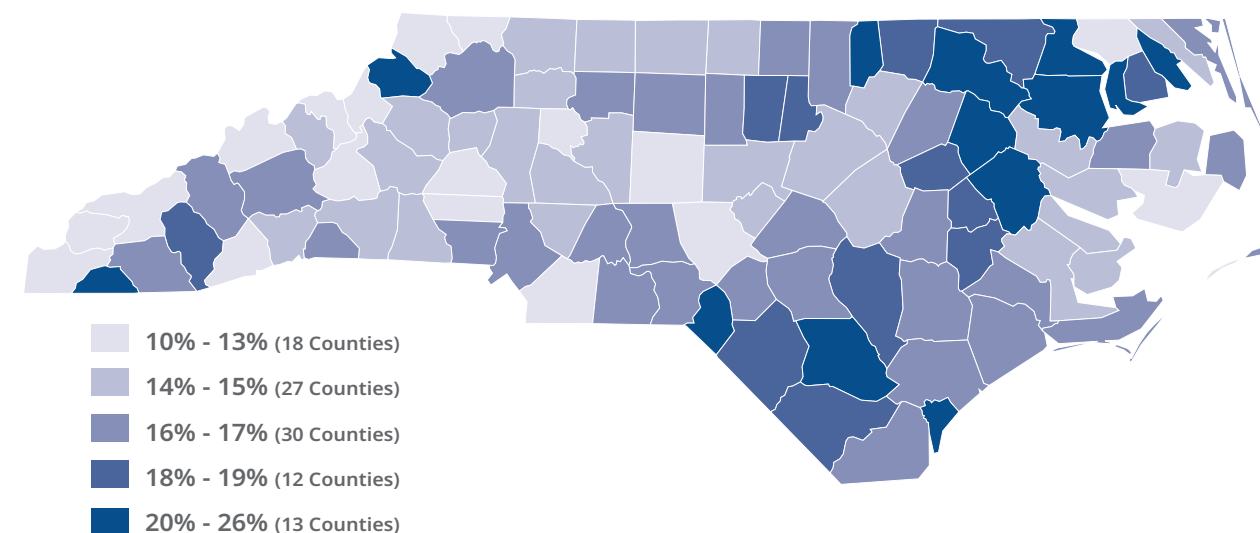 10% - 13% (18 Counties)
14% - 15% (27 Counties)
16% - 17% (30 Counties)
18% - 19% (12 Counties)
20% - 26% (13 Counties)